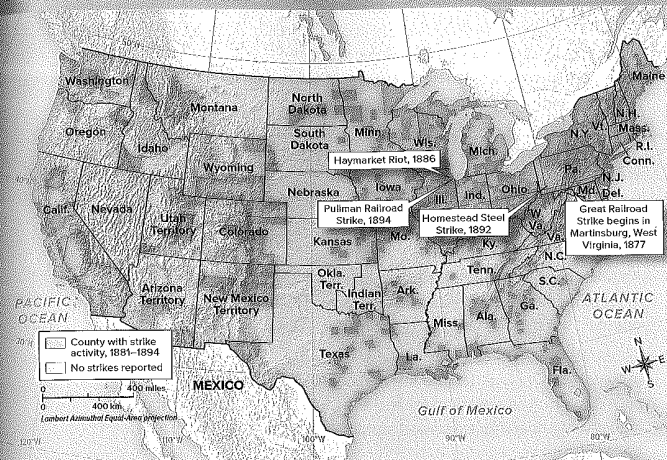 50°N
Washington
Oregon
Idaho
Montana
Wyoming
North
Dakota
South
Dakota
Nebraska
Kansas
Minn.
Iowa
Wis.
Mich.
Ill.
Ind.
Ohio
Mo.
Ky.
Tenn.
Pa.
N.Y.
Vt.
N.H.
Maine
Mass.
R.I.
Conn.
N.J.
Md.
Del.
W.
Va.
Va.
N.C.
S.C.
Ga.
Ala.
Miss.
La.
Ark.
Fla.
Texas
Okla.
Terr.
Indian
Terr.
Calif.
Nevada
Utah
Territory
Colorado
Arizona
Territory
New Mexico
Territory
Haymarket Riot, 1886
Pullman Railroad
Strike, 1894
Homestead Steel
Strike, 1892
Great Railroad
Strike begins in
Martinsburg, West
Virginia, 1877
PACIFIC
OCEAN
ATLANTIC
OCEAN
County with strike
activity, 1881–1894
No strikes reported
MEXICO
Gulf of Mexico
N
W
E
S
0
400 miles
0
400 km
Lambert Azimuthal Equal-Area projection
120°W
110°W
100°W
90°W
80°W